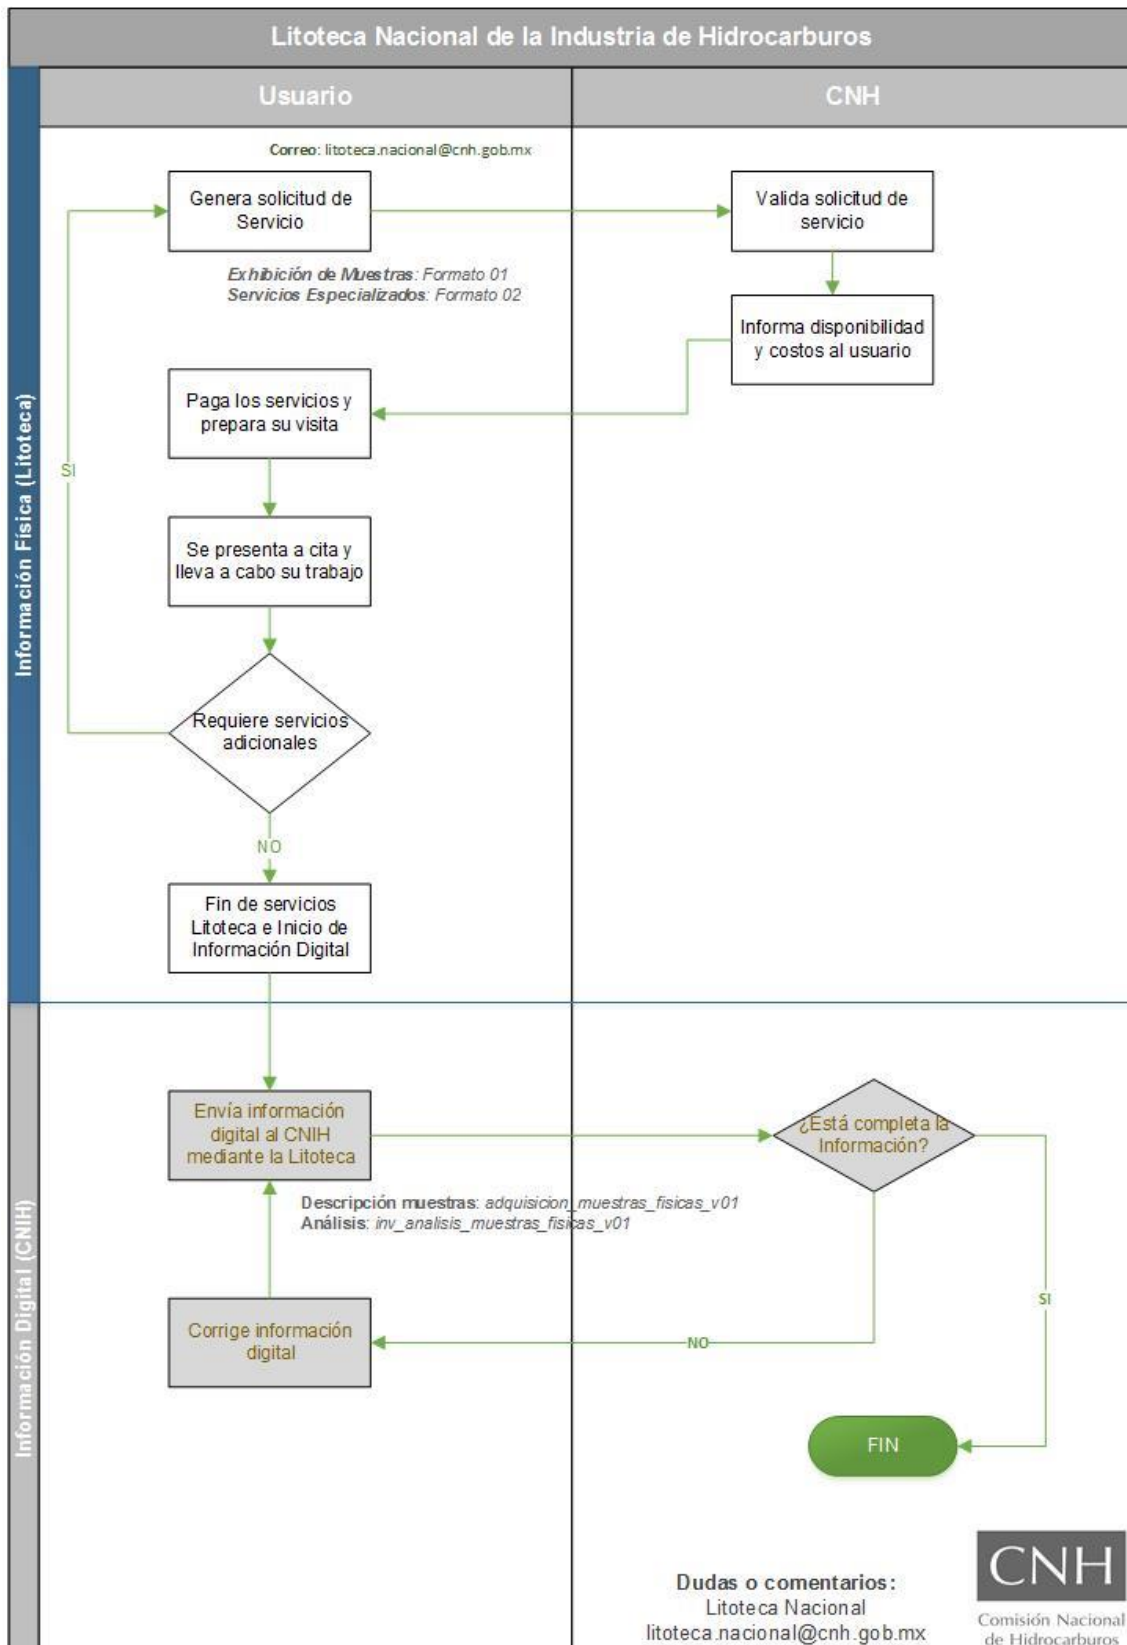 Litoteca Nacional de la Industria de Hidrocarburos
Usuario
CNH
Información Física (Litoteca)
Correo: litoteca.nacional@cnh.gob.mx
Genera solicitud de
Servicio
Valida solicitud de
servicio
Exhibición de Muestras: Formato 01
Servicios Especializados: Formato 02
Informa disponibilidad
y costos al usuario
Paga los servicios y
prepara su visita
SI
Se presenta a cita y
lleva a cabo su trabajo
Requiere servicios
adicionales
NO
Fin de servicios
Litoteca e Inicio de
Información Digital
Información Digital (CNIH)
Envía información
digital al CNIH
mediante la Litoteca
¿Está completa la
Información?
Descripción muestras: adquisicion_muestras_fisicas_v01
Análisis: inv_analisis_muestras_fisicas_v01
SI
Corrige información
digital
NO
FIN
Dudas o comentarios:
Litoteca Nacional
litoteca.nacional@cnh.gob.mx
CNH
Comisión Nacional
de Hidrocarburos